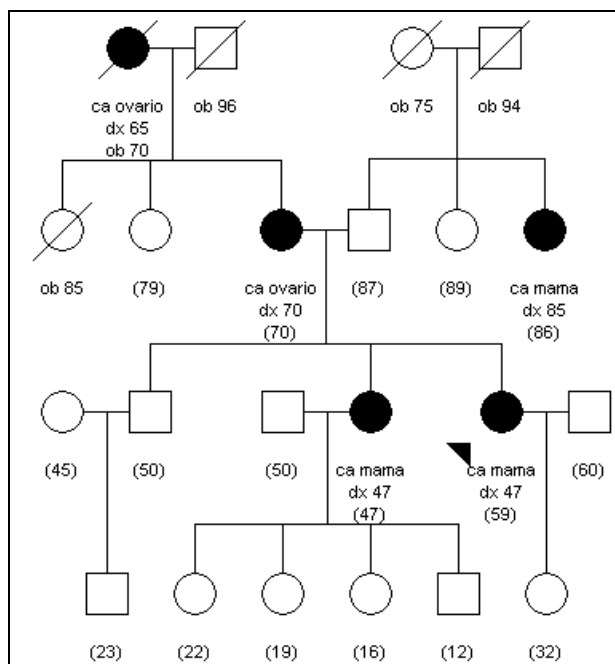 ca ovario
dx 65
ob 70
ob 96
ob 75
ob 94
ob 85
(79)
ca ovario
dx 70
(70)
(87)
(89)
ca mama
dx 85
(86)
(45)
(50)
(50)
ca mama
dx 47
(47)
ca mama
dx 47
(59)
(60)
(23)
(22)
(19)
(16)
(12)
(32)